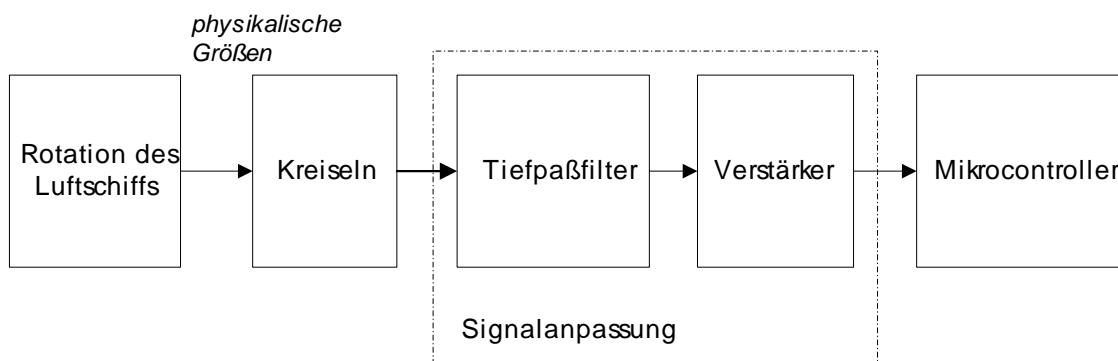 physikalische
Größen
Rotation des
Luftschiffs
Kreiseln
Tiefpaßfilter
Verstärker
Mikrocontroller
Signalanpassung